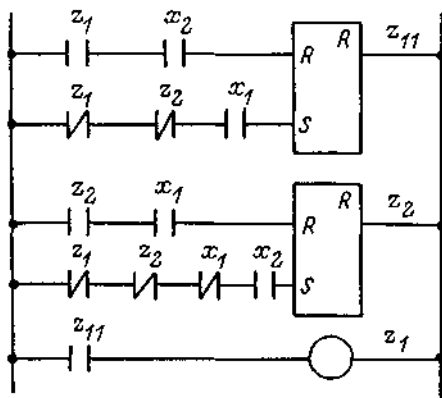 z₁ x₂ R R z₁₁
z₁ z₂ x₁ S
z₂ x₁ R R z₂
z₁ z₂ x₁ x₂ S
z₁₁ z₁